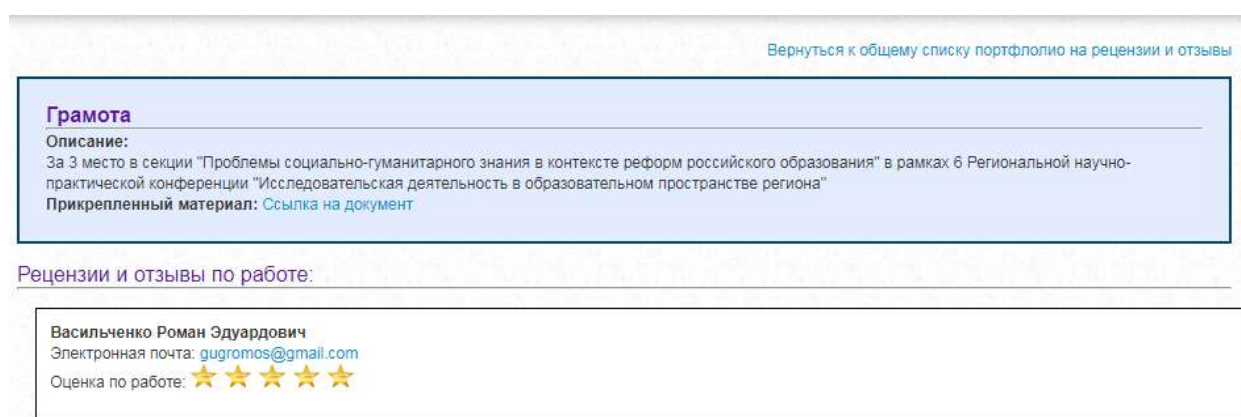 Вернуться к общему списку портфлолио на рецензии и отзывы
Грамота
Описание:
За 3 место в секции "Проблемы социально-гуманитарного знания в контексте реформ российского образования" в рамках 6 Региональной научно-
практической конференции "Исследовательская деятельность в образовательном пространстве региона"
Прикрепленный материал: Ссылка на документ
Рецензии и отзывы по работе:
Васильченко Роман Эдуардович
Электронная почта: gugromos@gmail.com
Оценка по работе: